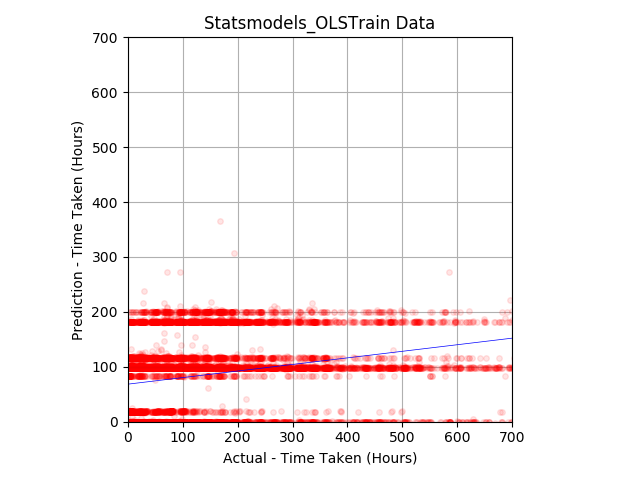 Statsmodels_OLSTrain Data
Prediction - Time Taken (Hours)
700
600
500
400
300
200
100
0
0 100 200 300 400 500 600 700
Actual - Time Taken (Hours)